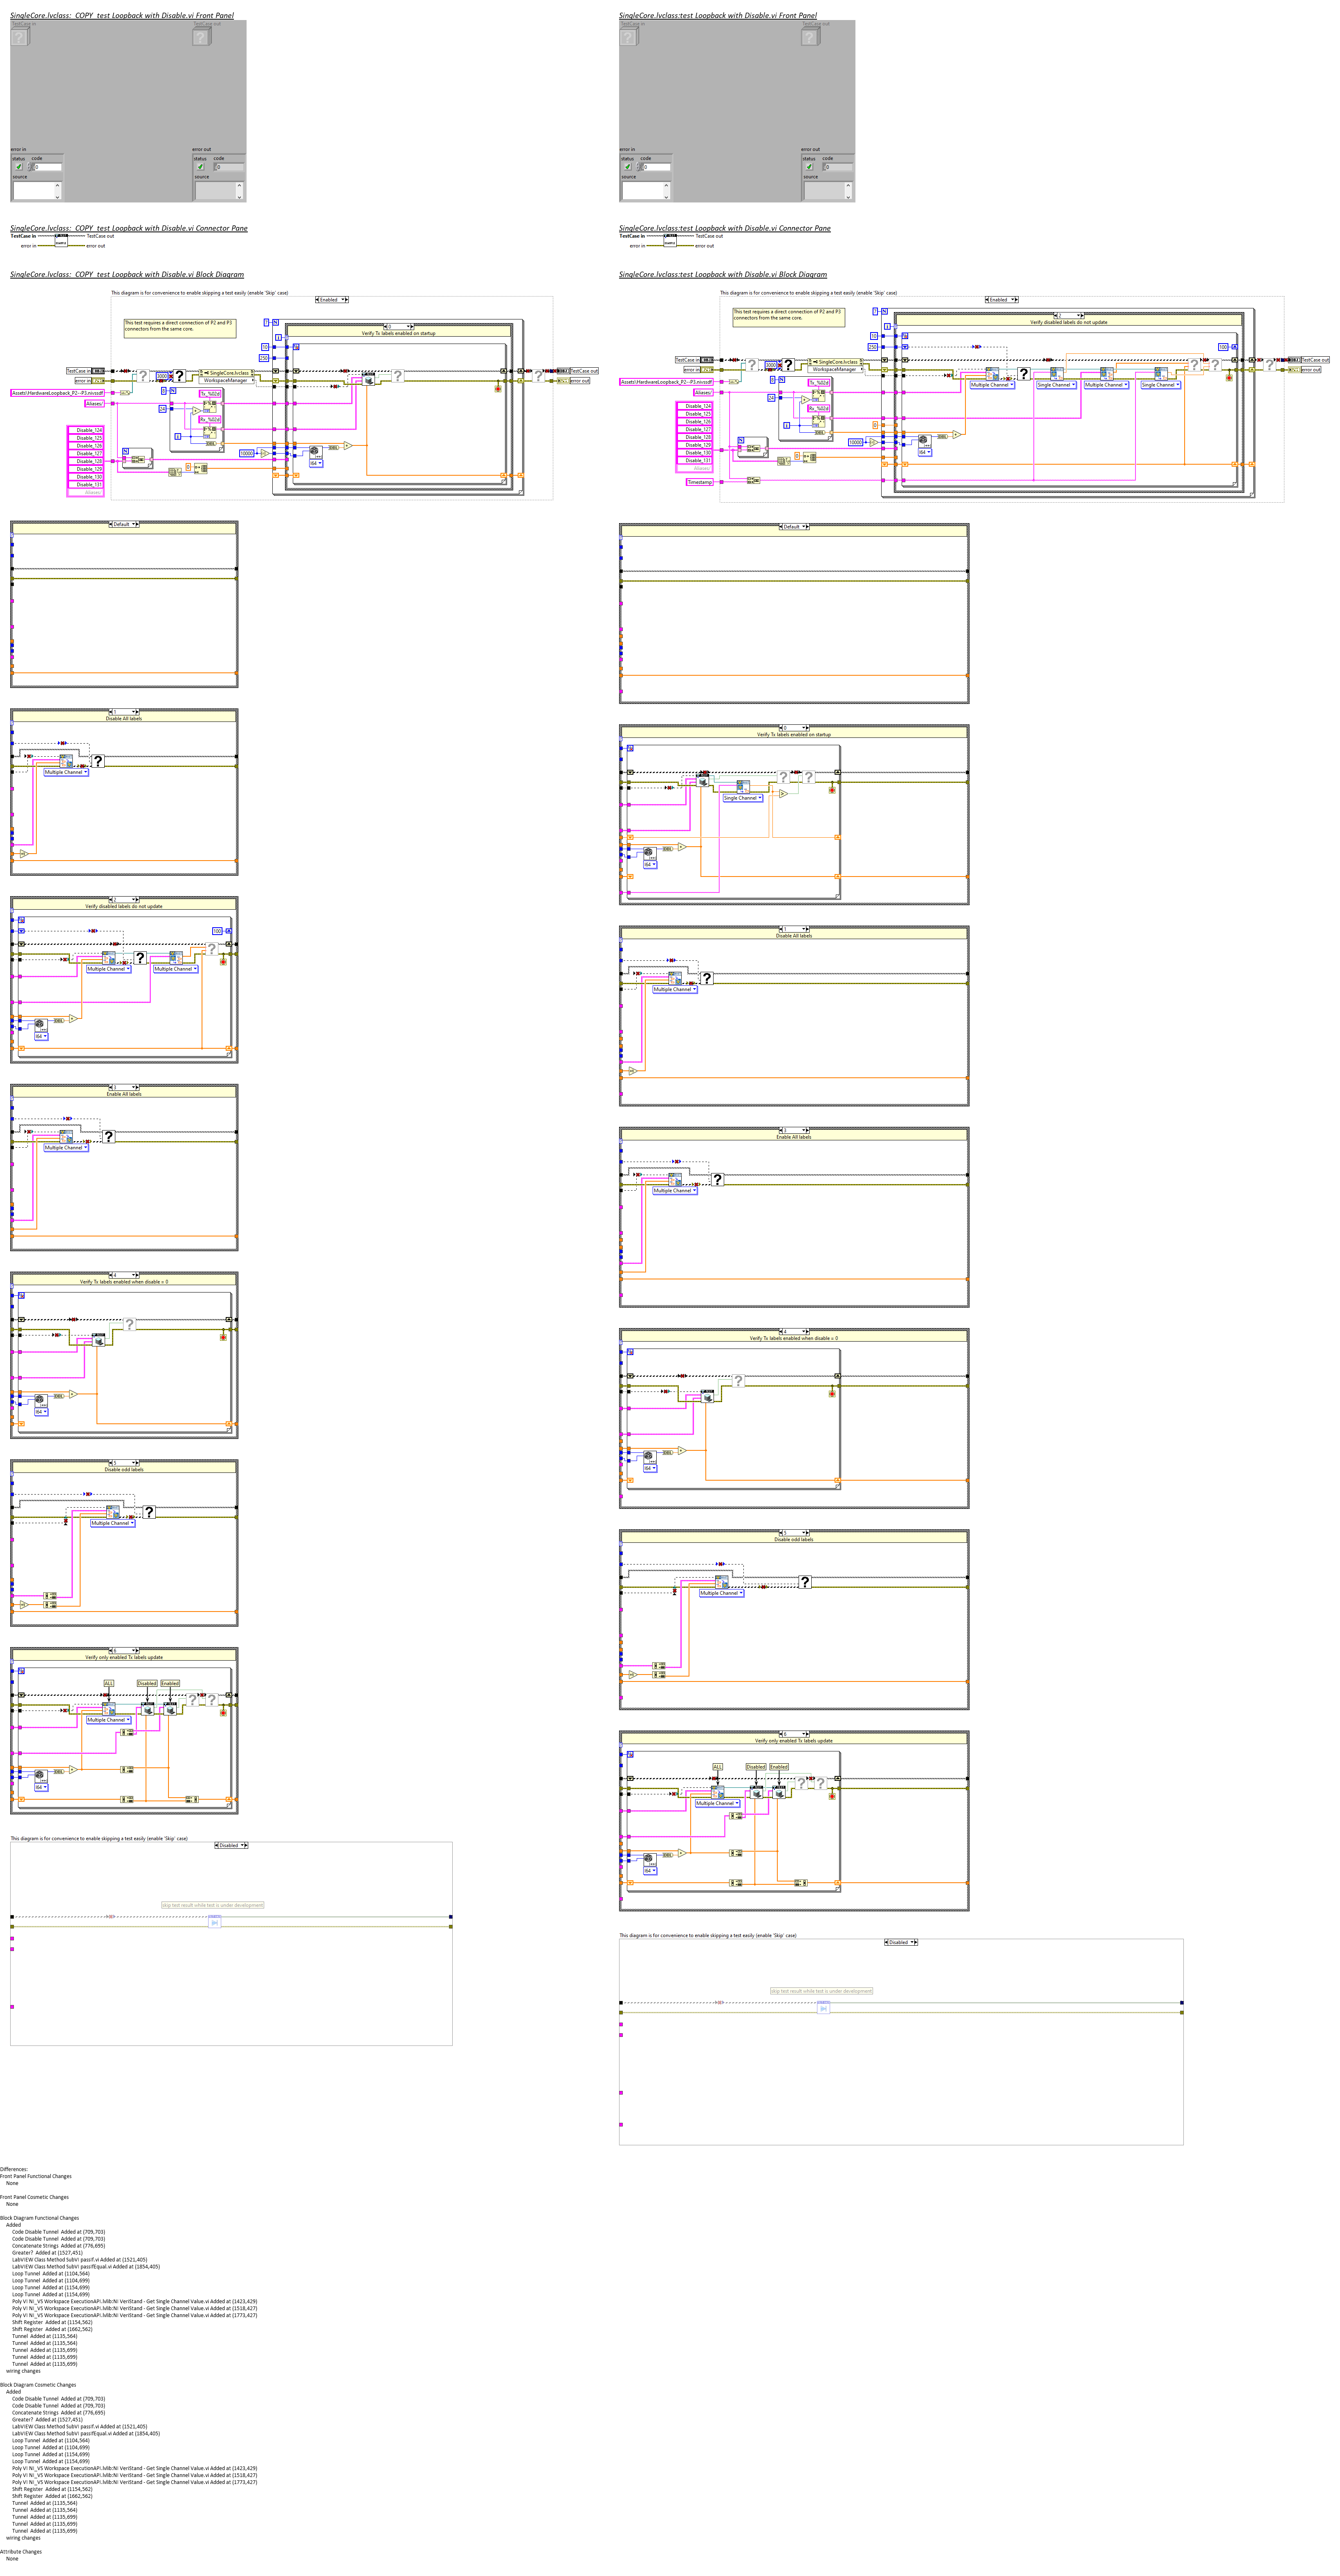 SingleCore.lvclass:_COPY_test Loopback with Disable.vi Front Panel
TestCase in
TestCase out
error in
status code
0
source
error out
status code
0
source
SingleCore.lvclass:_COPY_test Loopback with Disable.vi Connector Pane
TestCase in
TestCase out
error in
error out
SingleCore.lvclass:_COPY_test Loopback with Disable.vi Block Diagram
This diagram is for convenience to enable skipping a test easily (enable 'Skip' case)
Enabled
This test requires a direct connection of P2 and P3
connectors from the same core.
0
Verify Tx labels enabled on startup
7
10
250
TestCase in
error in
3000
SingleCore.lvclass
WorkspaceManager
TestCase out
error out
Assets\HardwareLoopback_P2--P3.nivssdf
Aliases/
0
24
Tx_%02d
Rx_%02d
DBL
10000
I64
Disable_124
Disable_125
Disable_126
Disable_127
Disable_128
Disable_129
Disable_130
Disable_131
Aliases/
0
Default
1
Disable All labels
Multiple Channel
2
Verify disabled labels do not update
100
Multiple Channel
Multiple Channel
DBL
I64
3
Enable All labels
Multiple Channel
4
Verify Tx labels enabled when disable = 0
DBL
I64
5
Disable odd labels
Multiple Channel
6
Verify only enabled Tx labels update
ALL
Disabled
Enabled
Multiple Channel
DBL
I64
This diagram is for convenience to enable skipping a test easily (enable 'Skip' case)
Disabled
skip test result while test is under development
SingleCore.lvclass:test Loopback with Disable.vi Front Panel
TestCase in
TestCase out
error in
status code
0
source
error out
status code
0
source
SingleCore.lvclass:test Loopback with Disable.vi Connector Pane
TestCase in
TestCase out
error in
error out
SingleCore.lvclass:test Loopback with Disable.vi Block Diagram
This diagram is for convenience to enable skipping a test easily (enable 'Skip' case)
Enabled
This test requires a direct connection of P2 and P3
connectors from the same core.
2
Verify disabled labels do not update
7
10
250
100
TestCase in
error in
3000
SingleCore.lvclass
WorkspaceManager
TestCase out
error out
Multiple Channel
Single Channel
Multiple Channel
Single Channel
Assets\HardwareLoopback_P2--P3.nivssdf
Aliases/
0
24
Tx_%02d
Rx_%02d
DBL
0
10000
I64
Disable_124
Disable_125
Disable_126
Disable_127
Disable_128
Disable_129
Disable_130
Disable_131
Aliases/
0
Timestamp
Default
0
Verify Tx labels enabled on startup
Single Channel
DBL
I64
1
Disable All labels
Multiple Channel
3
Enable All labels
Multiple Channel
4
Verify Tx labels enabled when disable = 0
DBL
I64
5
Disable odd labels
Multiple Channel
6
Verify only enabled Tx labels update
ALL
Disabled
Enabled
Multiple Channel
DBL
I64
This diagram is for convenience to enable skipping a test easily (enable 'Skip' case)
Disabled
skip test result while test is under development
Differences:
Front Panel Functional Changes
None
Front Panel Cosmetic Changes
None
Block Diagram Functional Changes
Added
Code Disable Tunnel Added at (709,703)
Code Disable Tunnel Added at (709,703)
Concatenate Strings Added at (776,695)
Greater? Added at (1527,451)
LabVIEW Class Method SubVI passIf.vi Added at (1521,405)
LabVIEW Class Method SubVI passIfEqual.vi Added at (1854,405)
Loop Tunnel Added at (1104,564)
Loop Tunnel Added at (1104,699)
Loop Tunnel Added at (1154,699)
Loop Tunnel Added at (1154,699)
Poly VI NI_VS Workspace ExecutionAPI.lvlib:NI VeriStand - Get Single Channel Value.vi Added at (1423,429)
Poly VI NI_VS Workspace ExecutionAPI.lvlib:NI VeriStand - Get Single Channel Value.vi Added at (1518,427)
Poly VI NI_VS Workspace ExecutionAPI.lvlib:NI VeriStand - Get Single Channel Value.vi Added at (1773,427)
Shift Register Added at (1154,562)
Shift Register Added at (1662,562)
Tunnel Added at (1135,564)
Tunnel Added at (1135,564)
Tunnel Added at (1135,699)
Tunnel Added at (1135,699)
Tunnel Added at (1135,699)
wiring changes
Block Diagram Cosmetic Changes
Added
Code Disable Tunnel Added at (709,703)
Code Disable Tunnel Added at (709,703)
Concatenate Strings Added at (776,695)
Greater? Added at (1527,451)
LabVIEW Class Method SubVI passIf.vi Added at (1521,405)
LabVIEW Class Method SubVI passIfEqual.vi Added at (1854,405)
Loop Tunnel Added at (1104,564)
Loop Tunnel Added at (1104,699)
Loop Tunnel Added at (1154,699)
Loop Tunnel Added at (1154,699)
Poly VI NI_VS Workspace ExecutionAPI.lvlib:NI VeriStand - Get Single Channel Value.vi Added at (1423,429)
Poly VI NI_VS Workspace ExecutionAPI.lvlib:NI VeriStand - Get Single Channel Value.vi Added at (1518,427)
Poly VI NI_VS Workspace ExecutionAPI.lvlib:NI VeriStand - Get Single Channel Value.vi Added at (1773,427)
Shift Register Added at (1154,562)
Shift Register Added at (1662,562)
Tunnel Added at (1135,564)
Tunnel Added at (1135,564)
Tunnel Added at (1135,699)
Tunnel Added at (1135,699)
Tunnel Added at (1135,699)
wiring changes
Attribute Changes
None